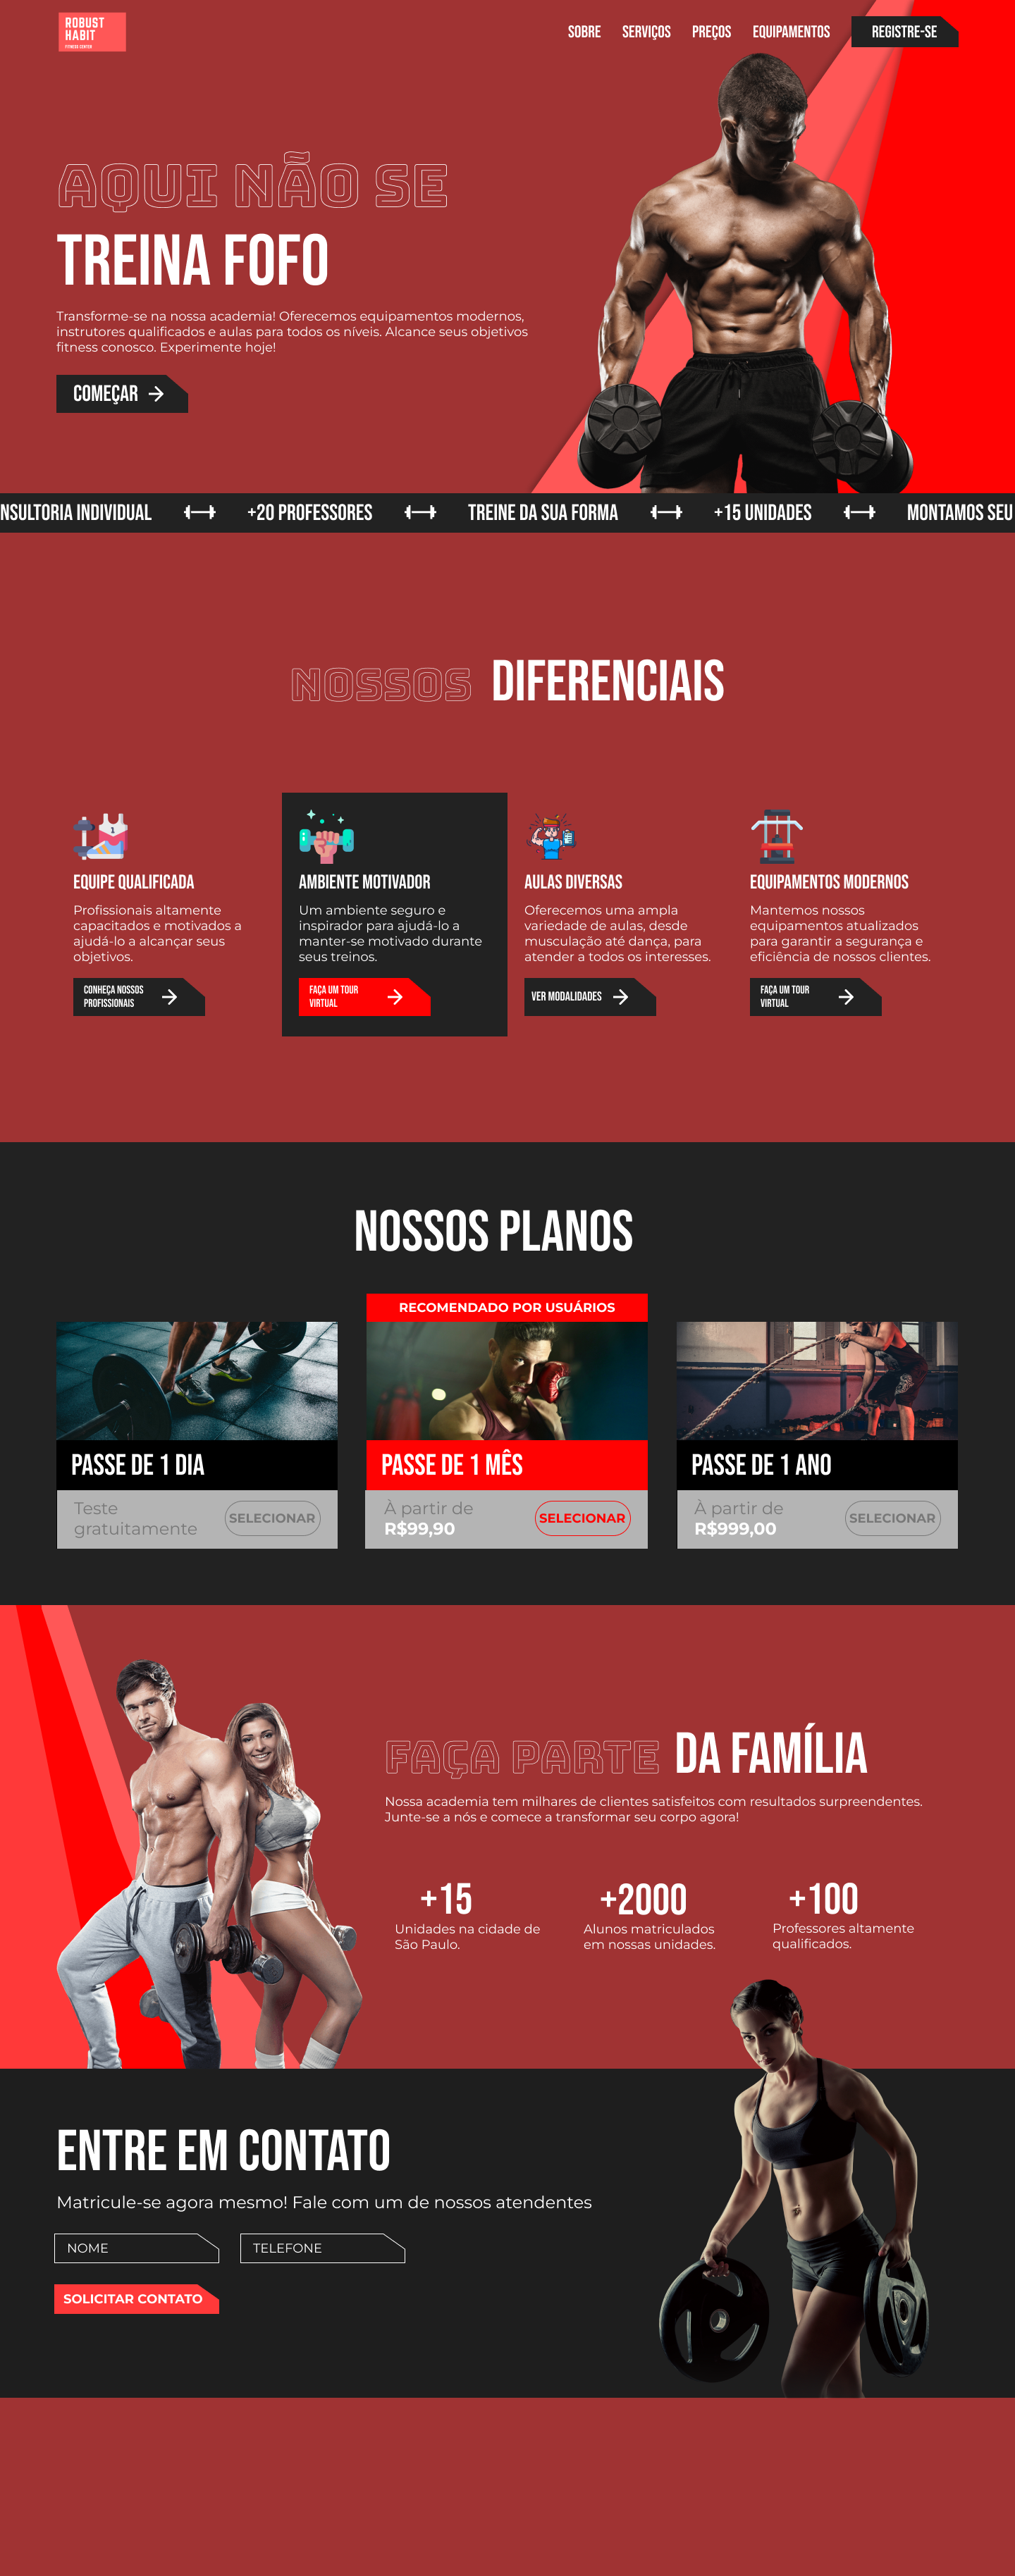 ROBUST
HABIT
FITNESS CENTER
SOBRE
SERVIÇOS
PREÇOS
EQUIPAMENTOS
REGISTRE-SE
AQUI NÃO SE
TREINA FOFO
Transforme-se na nossa academia! Oferecemos equipamentos modernos,
instrutores qualificados e aulas para todos os níveis. Alcance seus objetivos
fitness conosco. Experimente hoje!
COMEÇAR
NSULTORIA INDIVIDUAL
+20 PROFESSORES
TREINE DA SUA FORMA
+15 UNIDADES
MONTAMOS SEU
NOSSOS DIFERENCIAIS
EQUIPE QUALIFICADA
Profissionais altamente
capacitados e motivados a
ajudá-lo a alcançar seus
objetivos.
CONHEÇA NOSSOS
PROFISSIONAIS
AMBIENTE MOTIVADOR
Um ambiente seguro e
inspirador para ajudá-lo a
manter-se motivado durante
seus treinos.
FAÇA UM TOUR
VIRTUAL
1
AULAS DIVERSAS
Oferecemos uma ampla
variedade de aulas, desde
musculação até dança, para
atender a todos os interesses.
VER MODALIDADES
EQUIPAMENTOS MODERNOS
Mantemos nossos
equipamentos atualizados
para garantir a segurança e
eficiência de nossos clientes.
FAÇA UM TOUR
VIRTUAL
NOSSOS PLANOS
PASSE DE 1 DIA
Teste
gratuitamente
SELECIONAR
RECOMENDADO POR USUÁRIOS
PASSE DE 1 MÊS
À partir de
R$99,90
SELECIONAR
PASSE DE 1 ANO
À partir de
R$999,00
SELECIONAR
FAÇA PARTE DA FAMÍLIA
Nossa academia tem milhares de clientes satisfeitos com resultados surpreendentes.
Junte-se a nós e comece a transformar seu corpo agora!
+15
Unidades na cidade de
São Paulo.
+2000
Alunos matriculados
em nossas unidades.
+100
Professores altamente
qualificados.
ENTRE EM CONTATO
Matricule-se agora mesmo! Fale com um de nossos atendentes
NOME
TELEFONE
SOLICITAR CONTATO